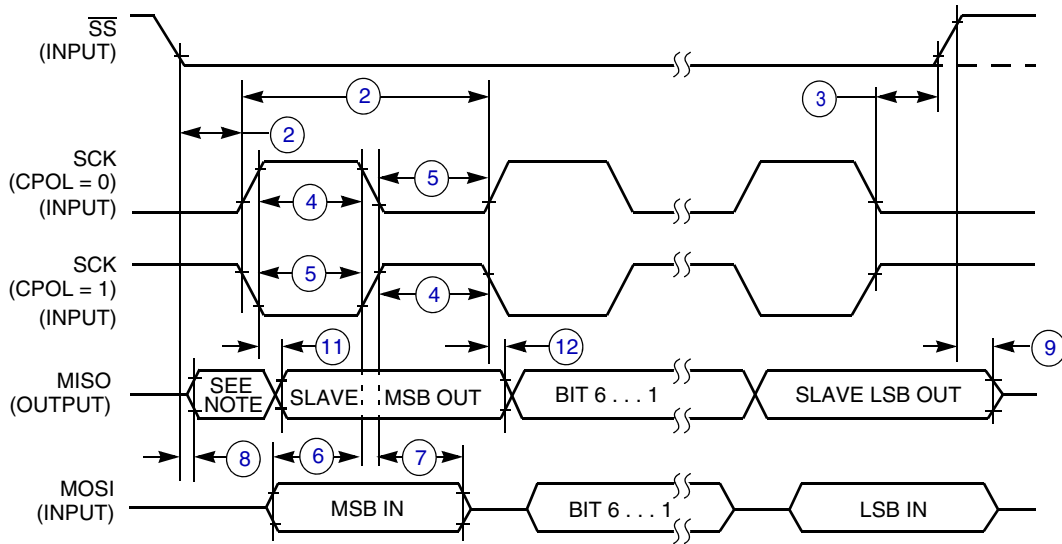 SS
(INPUT)
2
3
2
SCK
(CPOL = 0)
(INPUT)
5
4
SCK
(CPOL = 1)
(INPUT)
5
4
11
12
9
MISO
(OUTPUT)
SEE
NOTE
SLAVE
MSB OUT
BIT 6 . . . 1
SLAVE LSB OUT
8
6
7
MOSI
(INPUT)
MSB IN
BIT 6 . . . 1
LSB IN